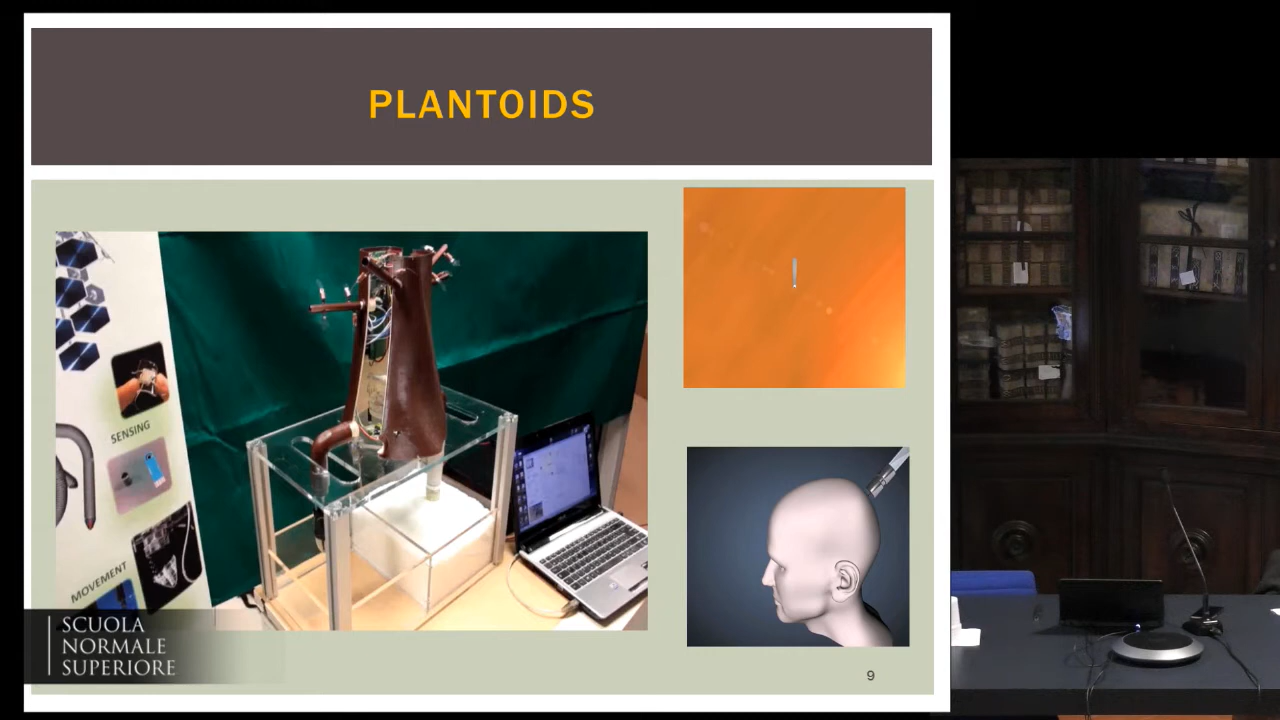 PLANTOIDS
SENSING
MOVEMENT
SCUOLA
NORMALE
SUPERIORE
9